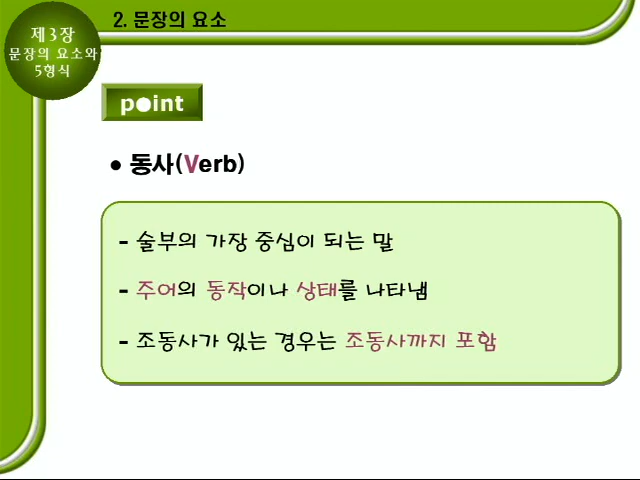 제3장
문장의 요소와
5형식
2. 문장의 요소
point
● 동사(Verb)
- 술부의 가장 중심이 되는 말
- 주어의 동작이나 상태를 나타냄
- 조동사가 있는 경우는 조동사까지 포함